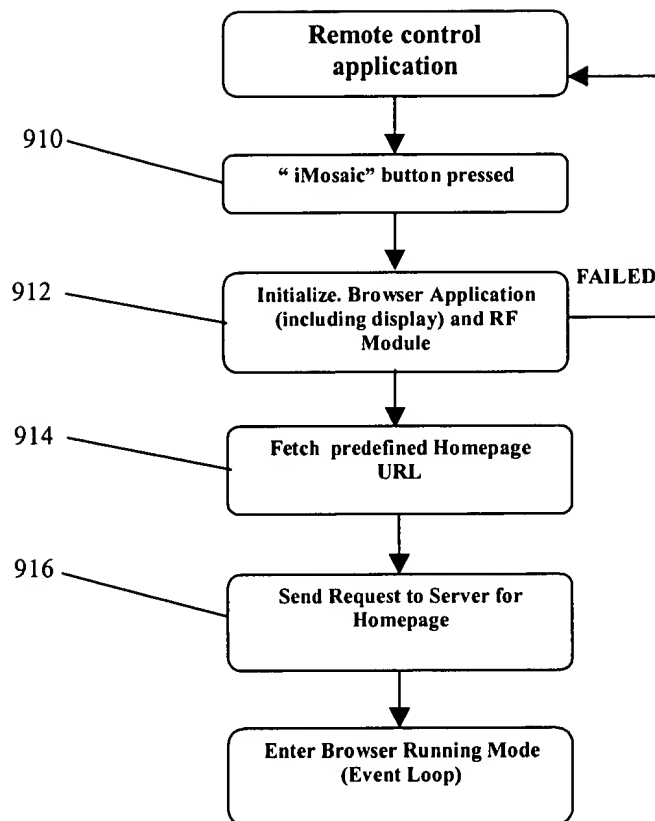 Remote control
application
910
“ iMosaic” button pressed
912
Initialize. Browser Application
(including display) and RF
Module
FAILED
914
Fetch predefined Homepage
URL
916
Send Request to Server for
Homepage
Enter Browser Running Mode
(Event Loop)